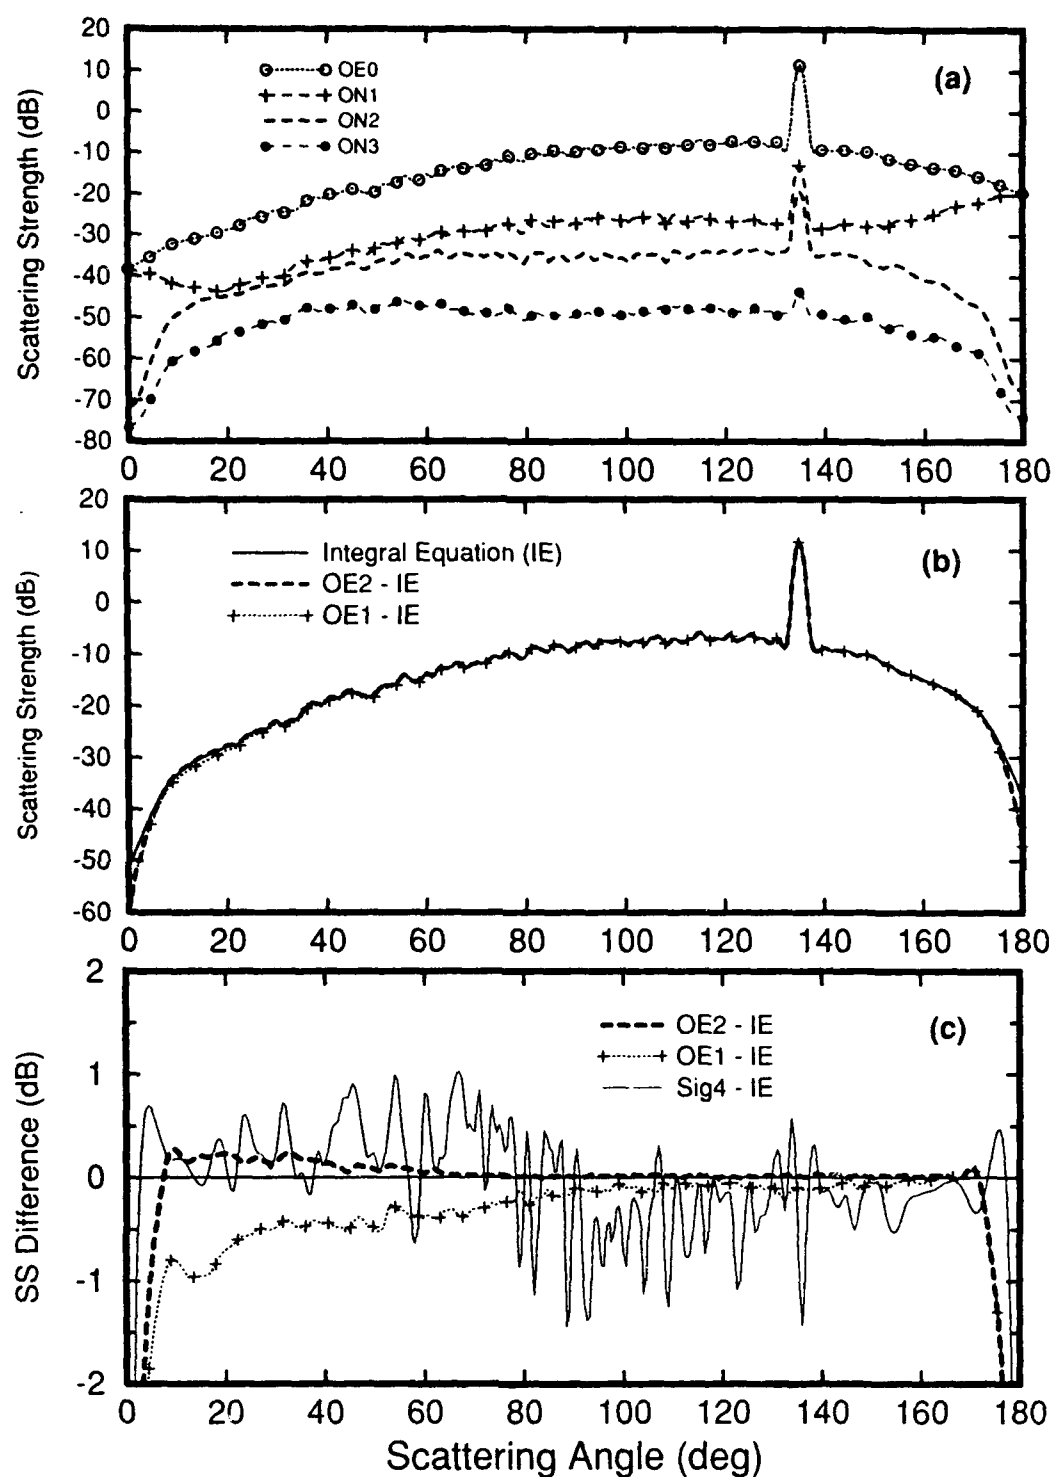 20
10
0
-10
-20
-30
-40
-50
-60
-70
-80
Scattering Strength (dB)
OE0
ON1
ON2
ON3
(a)
0 20 40 60 80 100 120 140 160 180
20
10
0
-10
-20
-30
-40
-50
-60
Scattering Strength (dB)
Integral Equation (IE)
OE2 - IE
OE1 - IE
(b)
0 20 40 60 80 100 120 140 160 180
2
1
0
-1
-2
SS Difference (dB)
OE2 - IE
OE1 - IE
Sig4 - IE
(c)
0 20 40 60 80 100 120 140 160 180
Scattering Angle (deg)